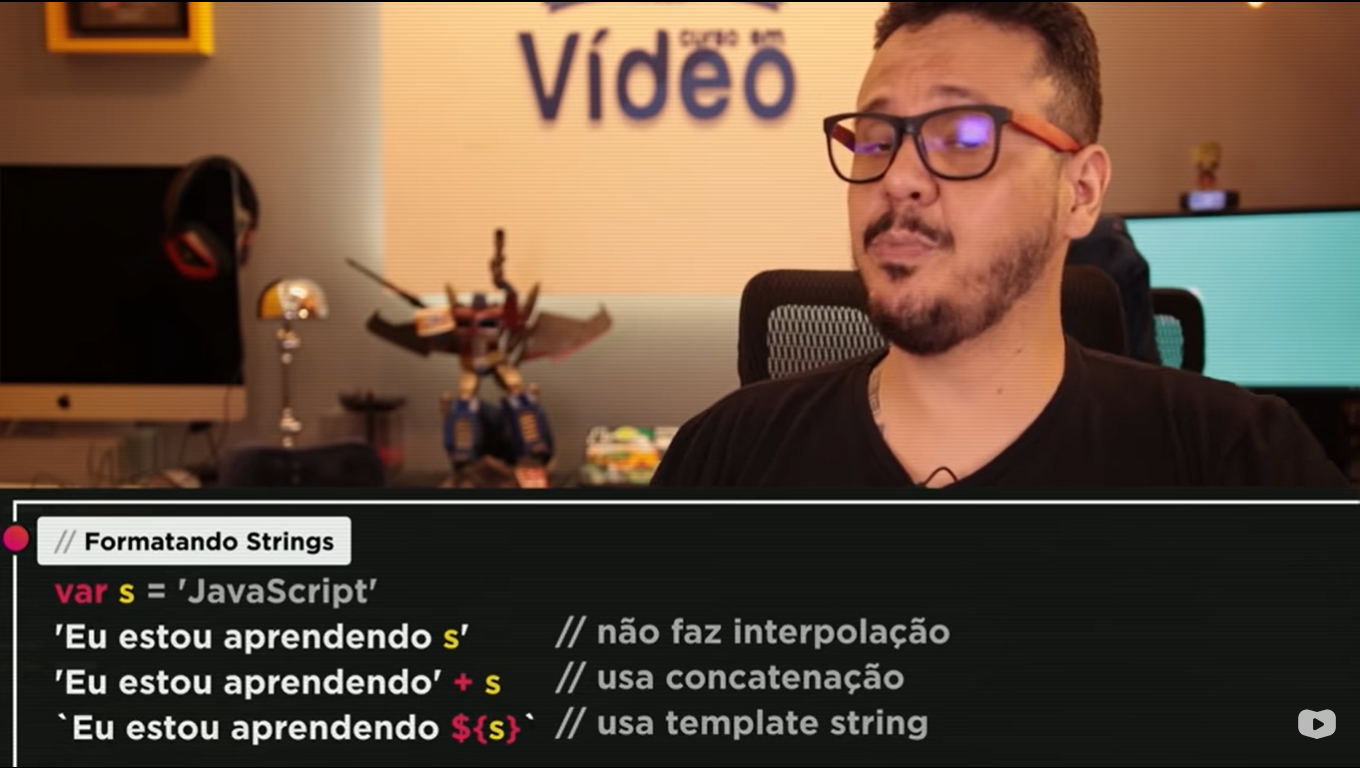 curso em
Vídeo
// Formatando Strings
var s = 'JavaScript'
'Eu estou aprendendo s' // não faz interpolação
'Eu estou aprendendo' + s // usa concatenação
`Eu estou aprendendo ${s}` // usa template string